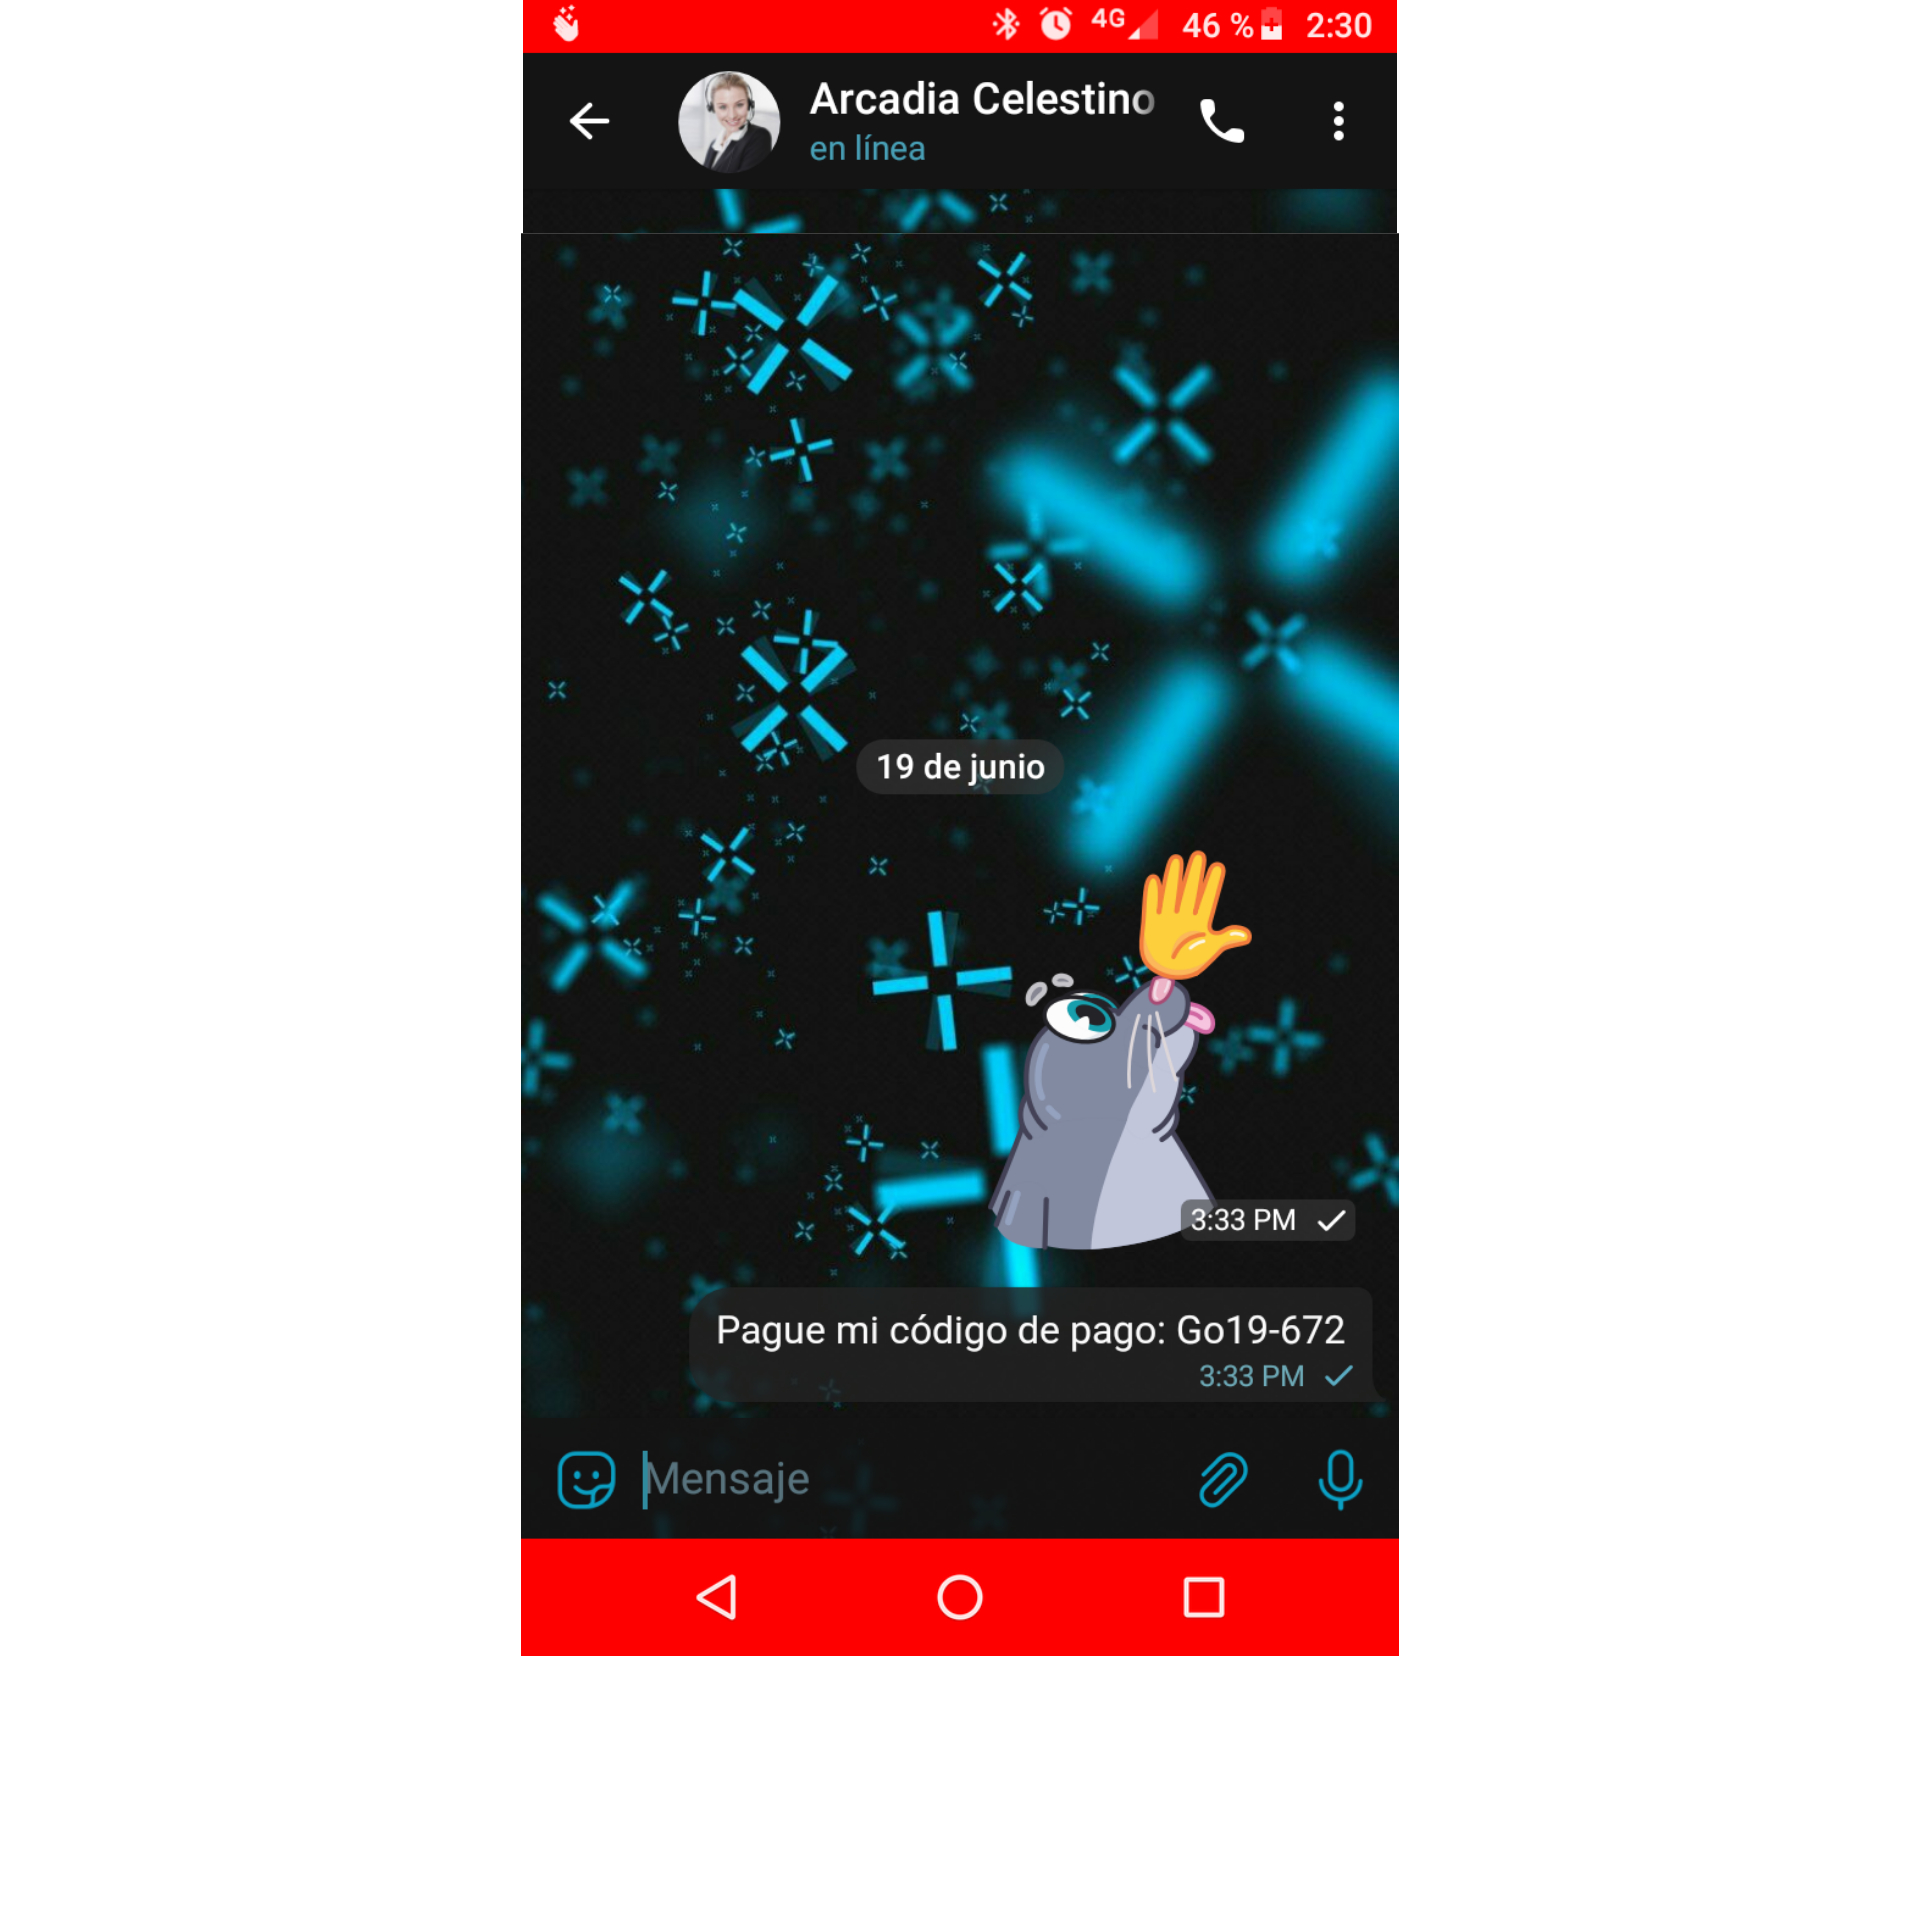 4G 46 % 2:30
Arcadia Celestino
en línea
19 de junio
3:33 PM
Pague mi código de pago: Go19-672
3:33 PM
Mensaje